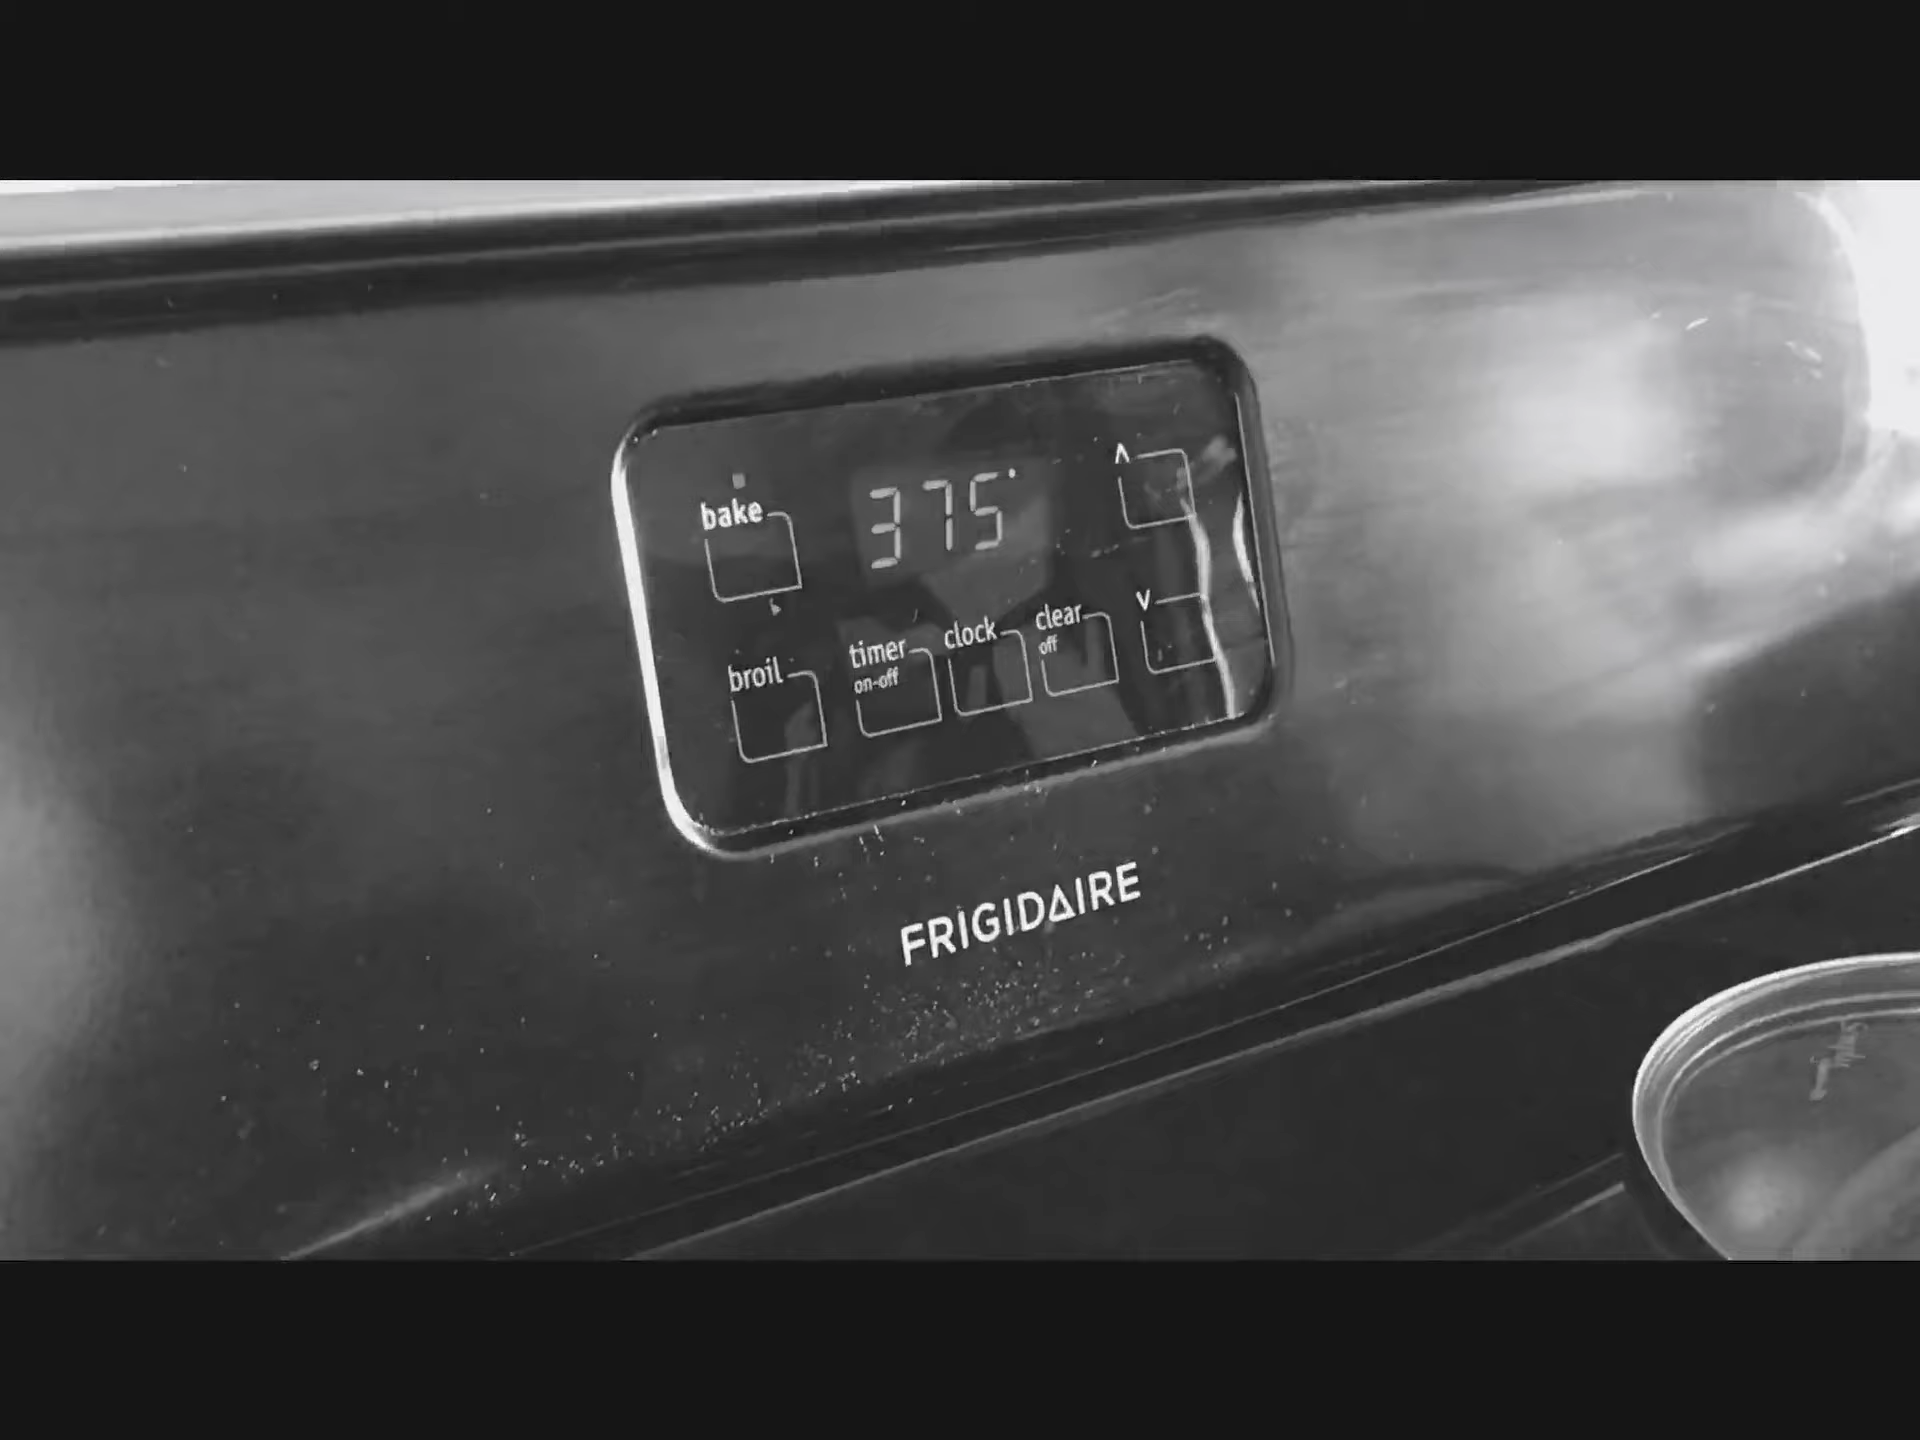 bake
375°
^
broil
timer
on-off
clock
clear
off
v
FRIGIDAIRE